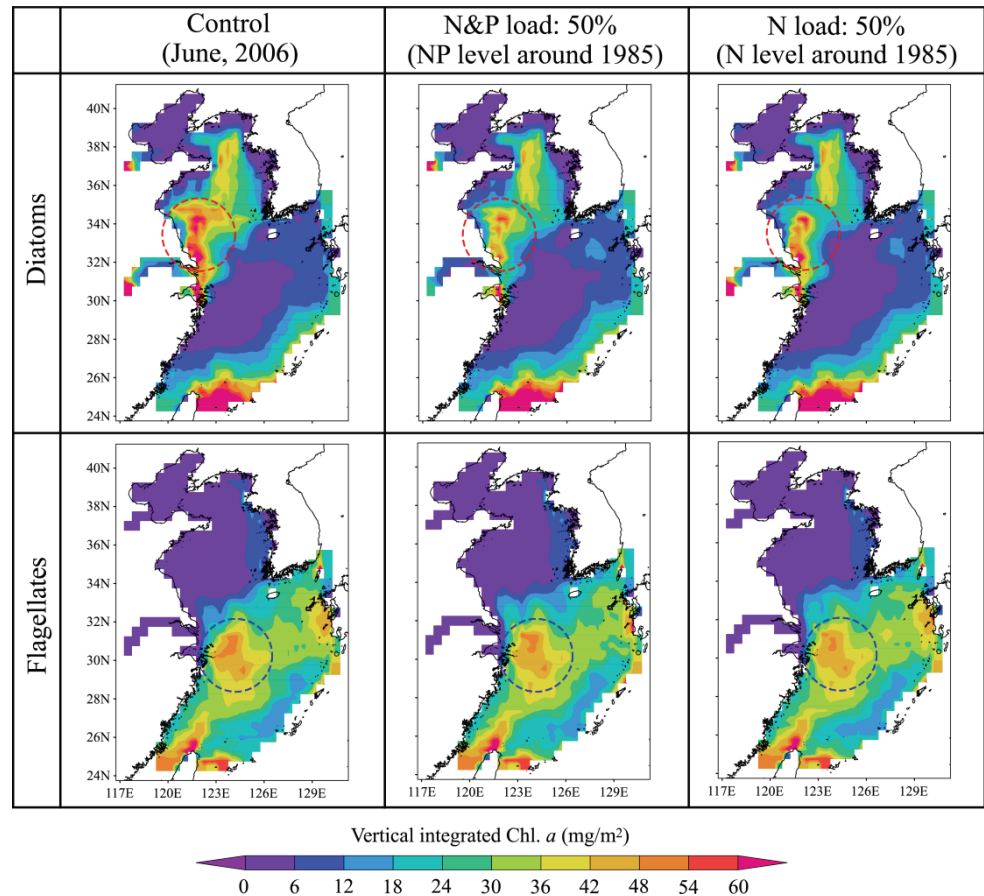 Control
(June, 2006)
N&P load: 50%
(NP level around 1985)
N load: 50%
(N level around 1985)
Diatoms
40N
38N
36N
34N
32N
30N
28N
26N
24N
Flagellates
40N
38N
36N
34N
32N
30N
28N
26N
24N
117E 120E 123E 126E 129E
117E 120E 123E 126E 129E
117E 120E 123E 126E 129E
Vertical integrated Chl. a (mg/m²)
0 6 12 18 24 30 36 42 48 54 60